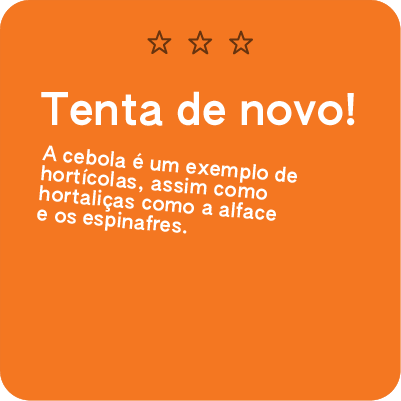 Tenta de novo!
A cebola é um exemplo de
hortícolas, assim como
hortaliças como a alface
e os espinafres.